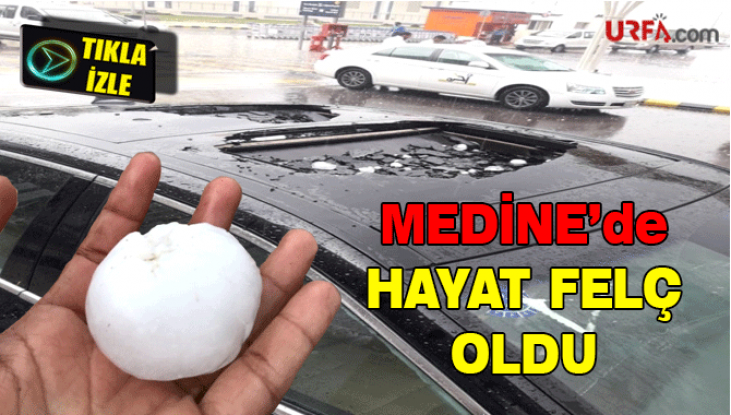 TIKLA
İZLE
URFA.com
MEDİNE’de
HAYAT FELÇ
OLDU